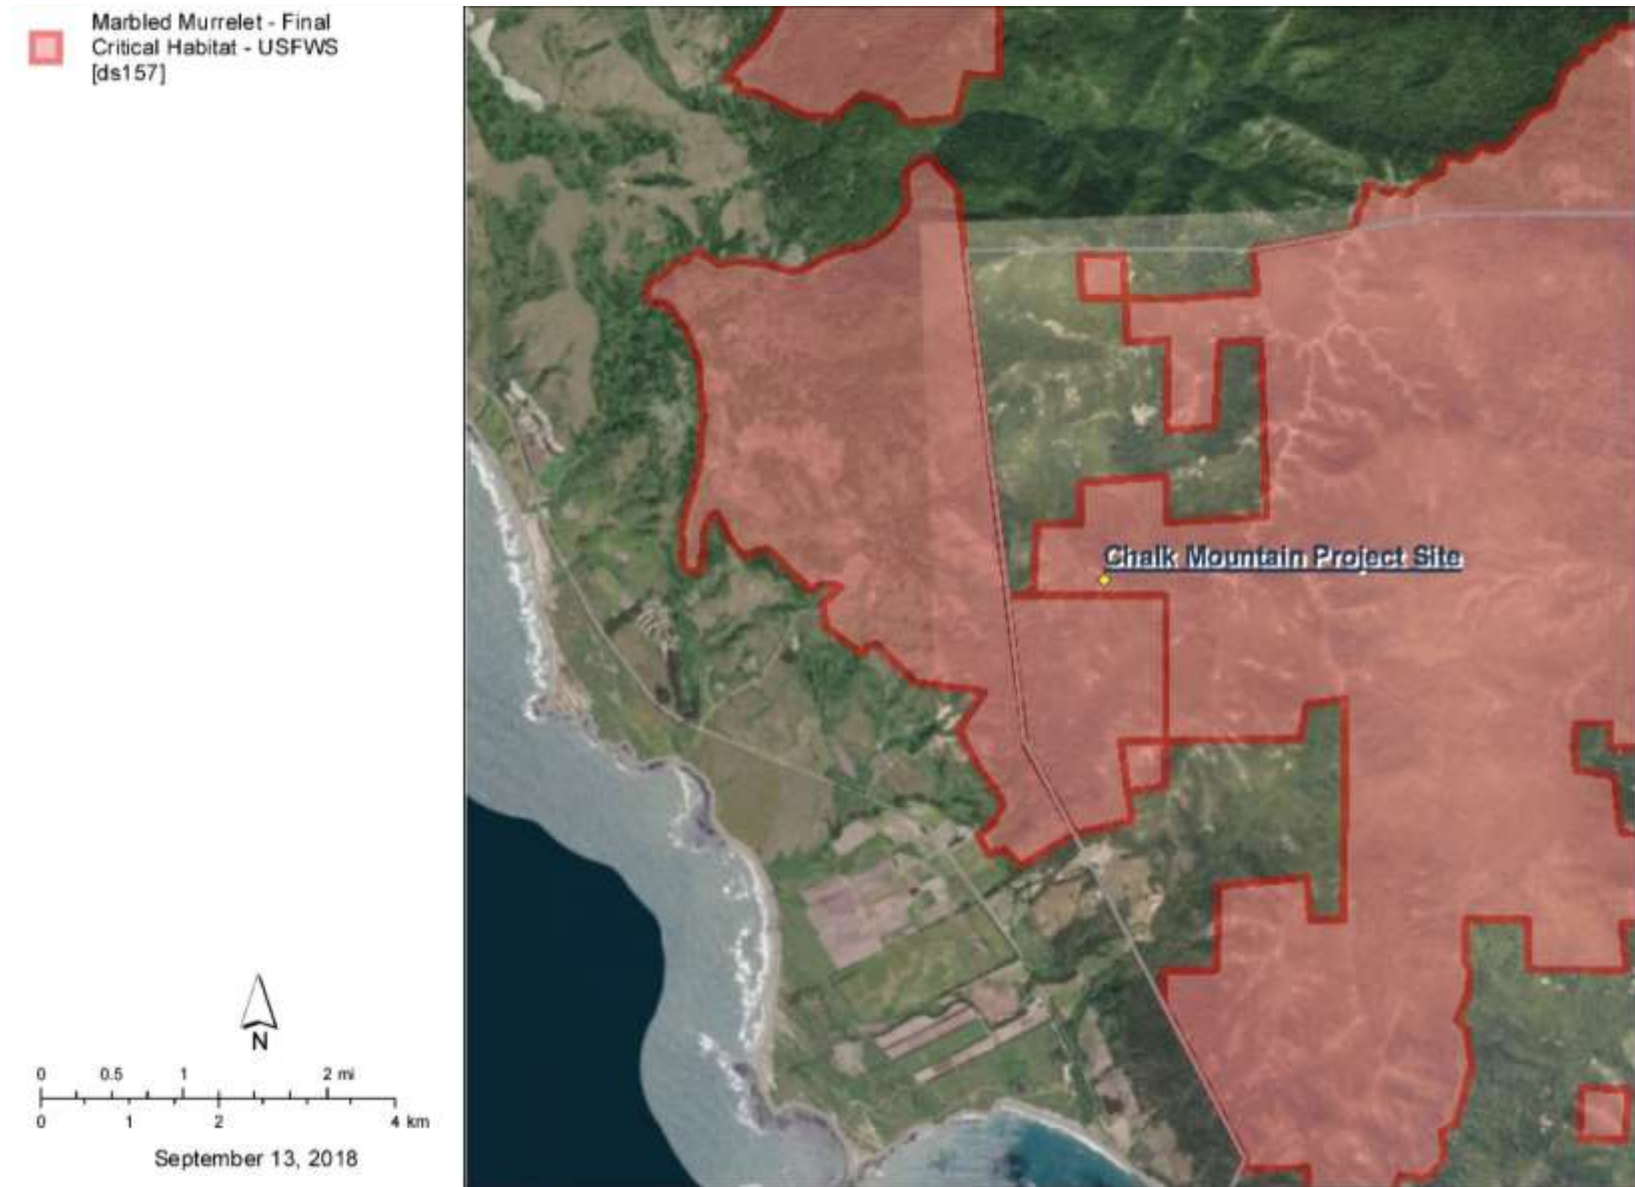 Marbled Murrelet - Final
Critical Habitat - USFWS
[ds157]
Chalk Mountain Project Site
N
0 0.5 1 2 mi
0 1 2 4 km
September 13, 2018